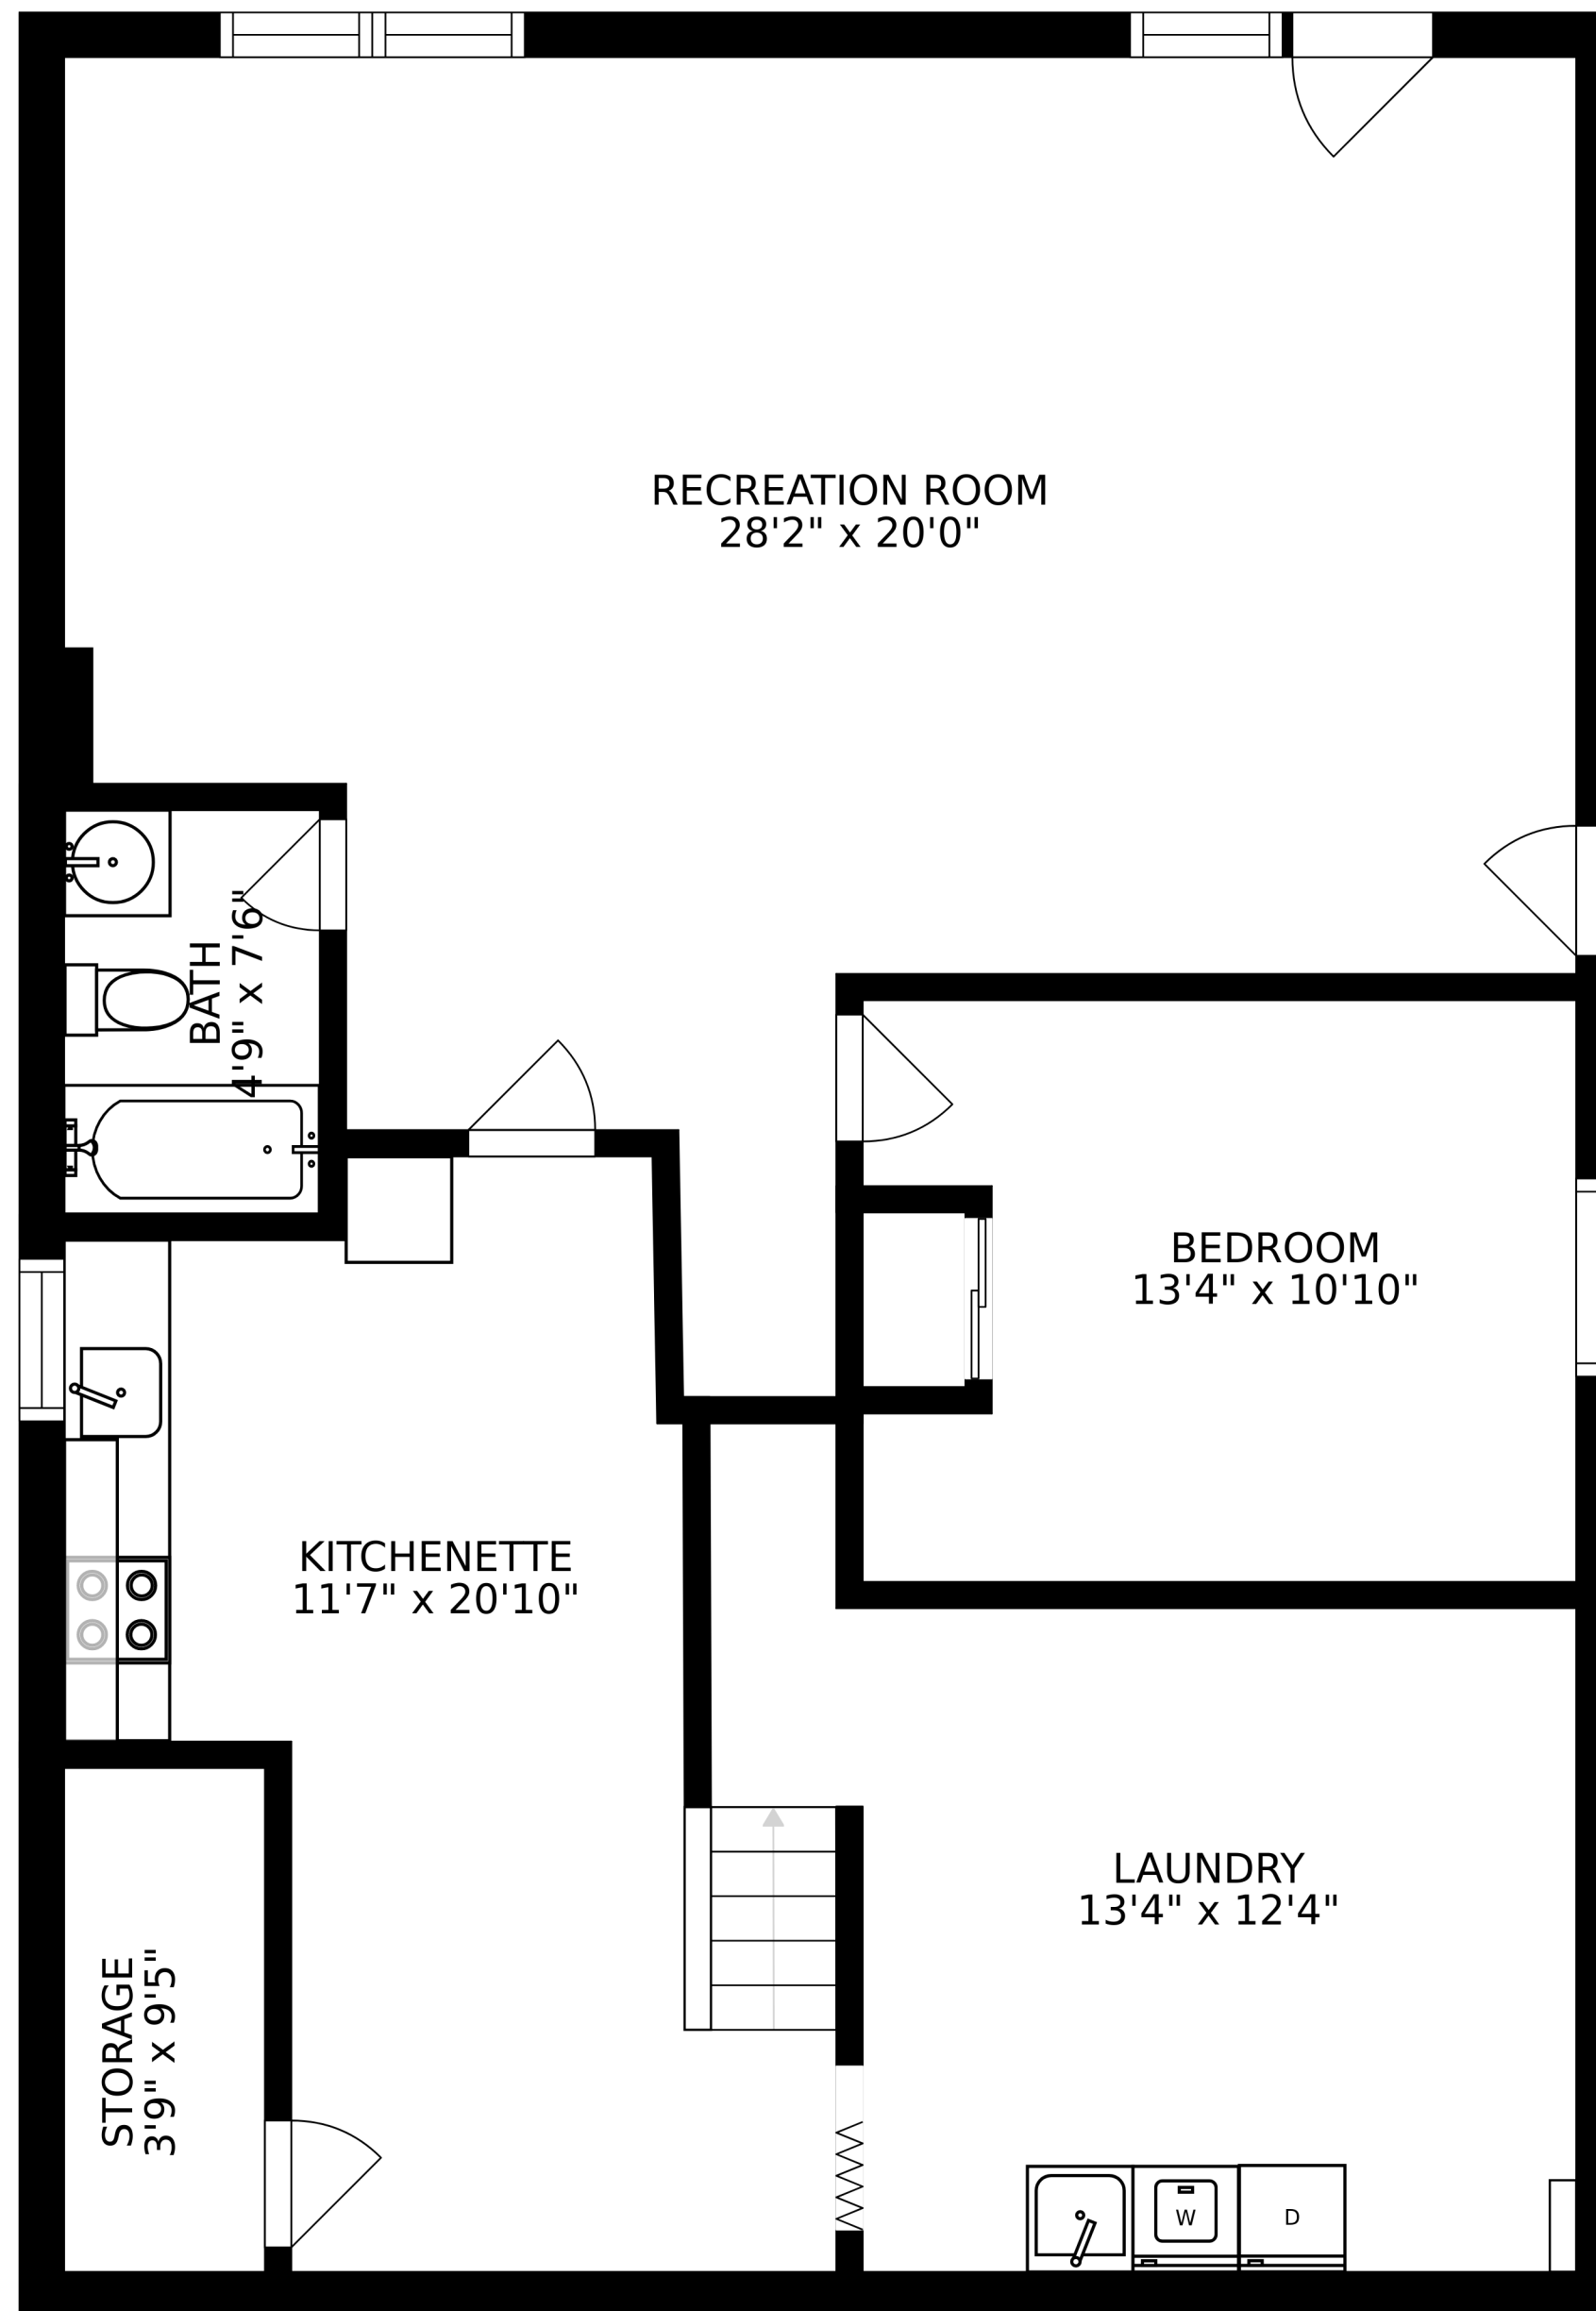 RECREATION ROOM
28'2" x 20'0"
BATH
4'9" x 7'6"
BEDROOM
13'4" x 10'10"
KITCHENETTE
11'7" x 20'10"
LAUNDRY
13'4" x 12'4"
STORAGE
3'9" x 9'5"
W
D